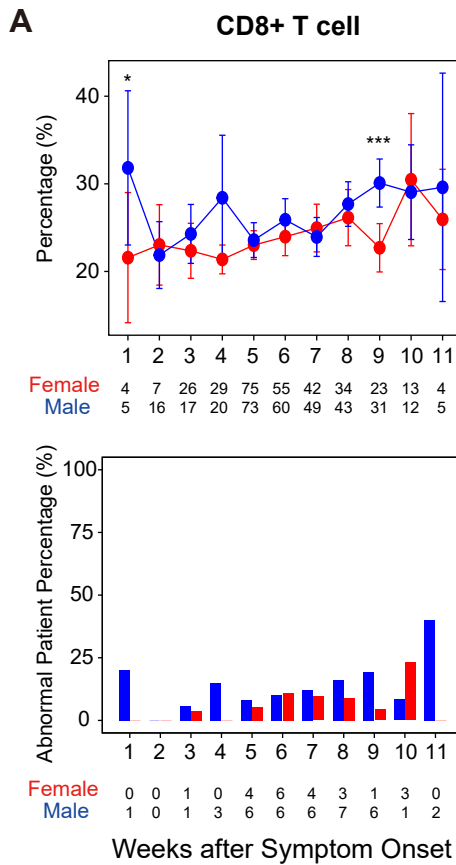 A
CD8+ T cell
Percentage (%)
40
30
20
*
***
1 2 3 4 5 6 7 8 9 10 11
Female 4 7 26 29 75 55 42 34 23 13 4
Male 5 16 17 20 73 60 49 43 31 12 5
Abnormal Patient Percentage (%)
100
75
50
25
0
1 2 3 4 5 6 7 8 9 10 11
Female 0 0 1 0 4 6 4 3 1 3 0
Male 1 0 1 3 6 6 6 7 6 1 2
Weeks after Symptom Onset